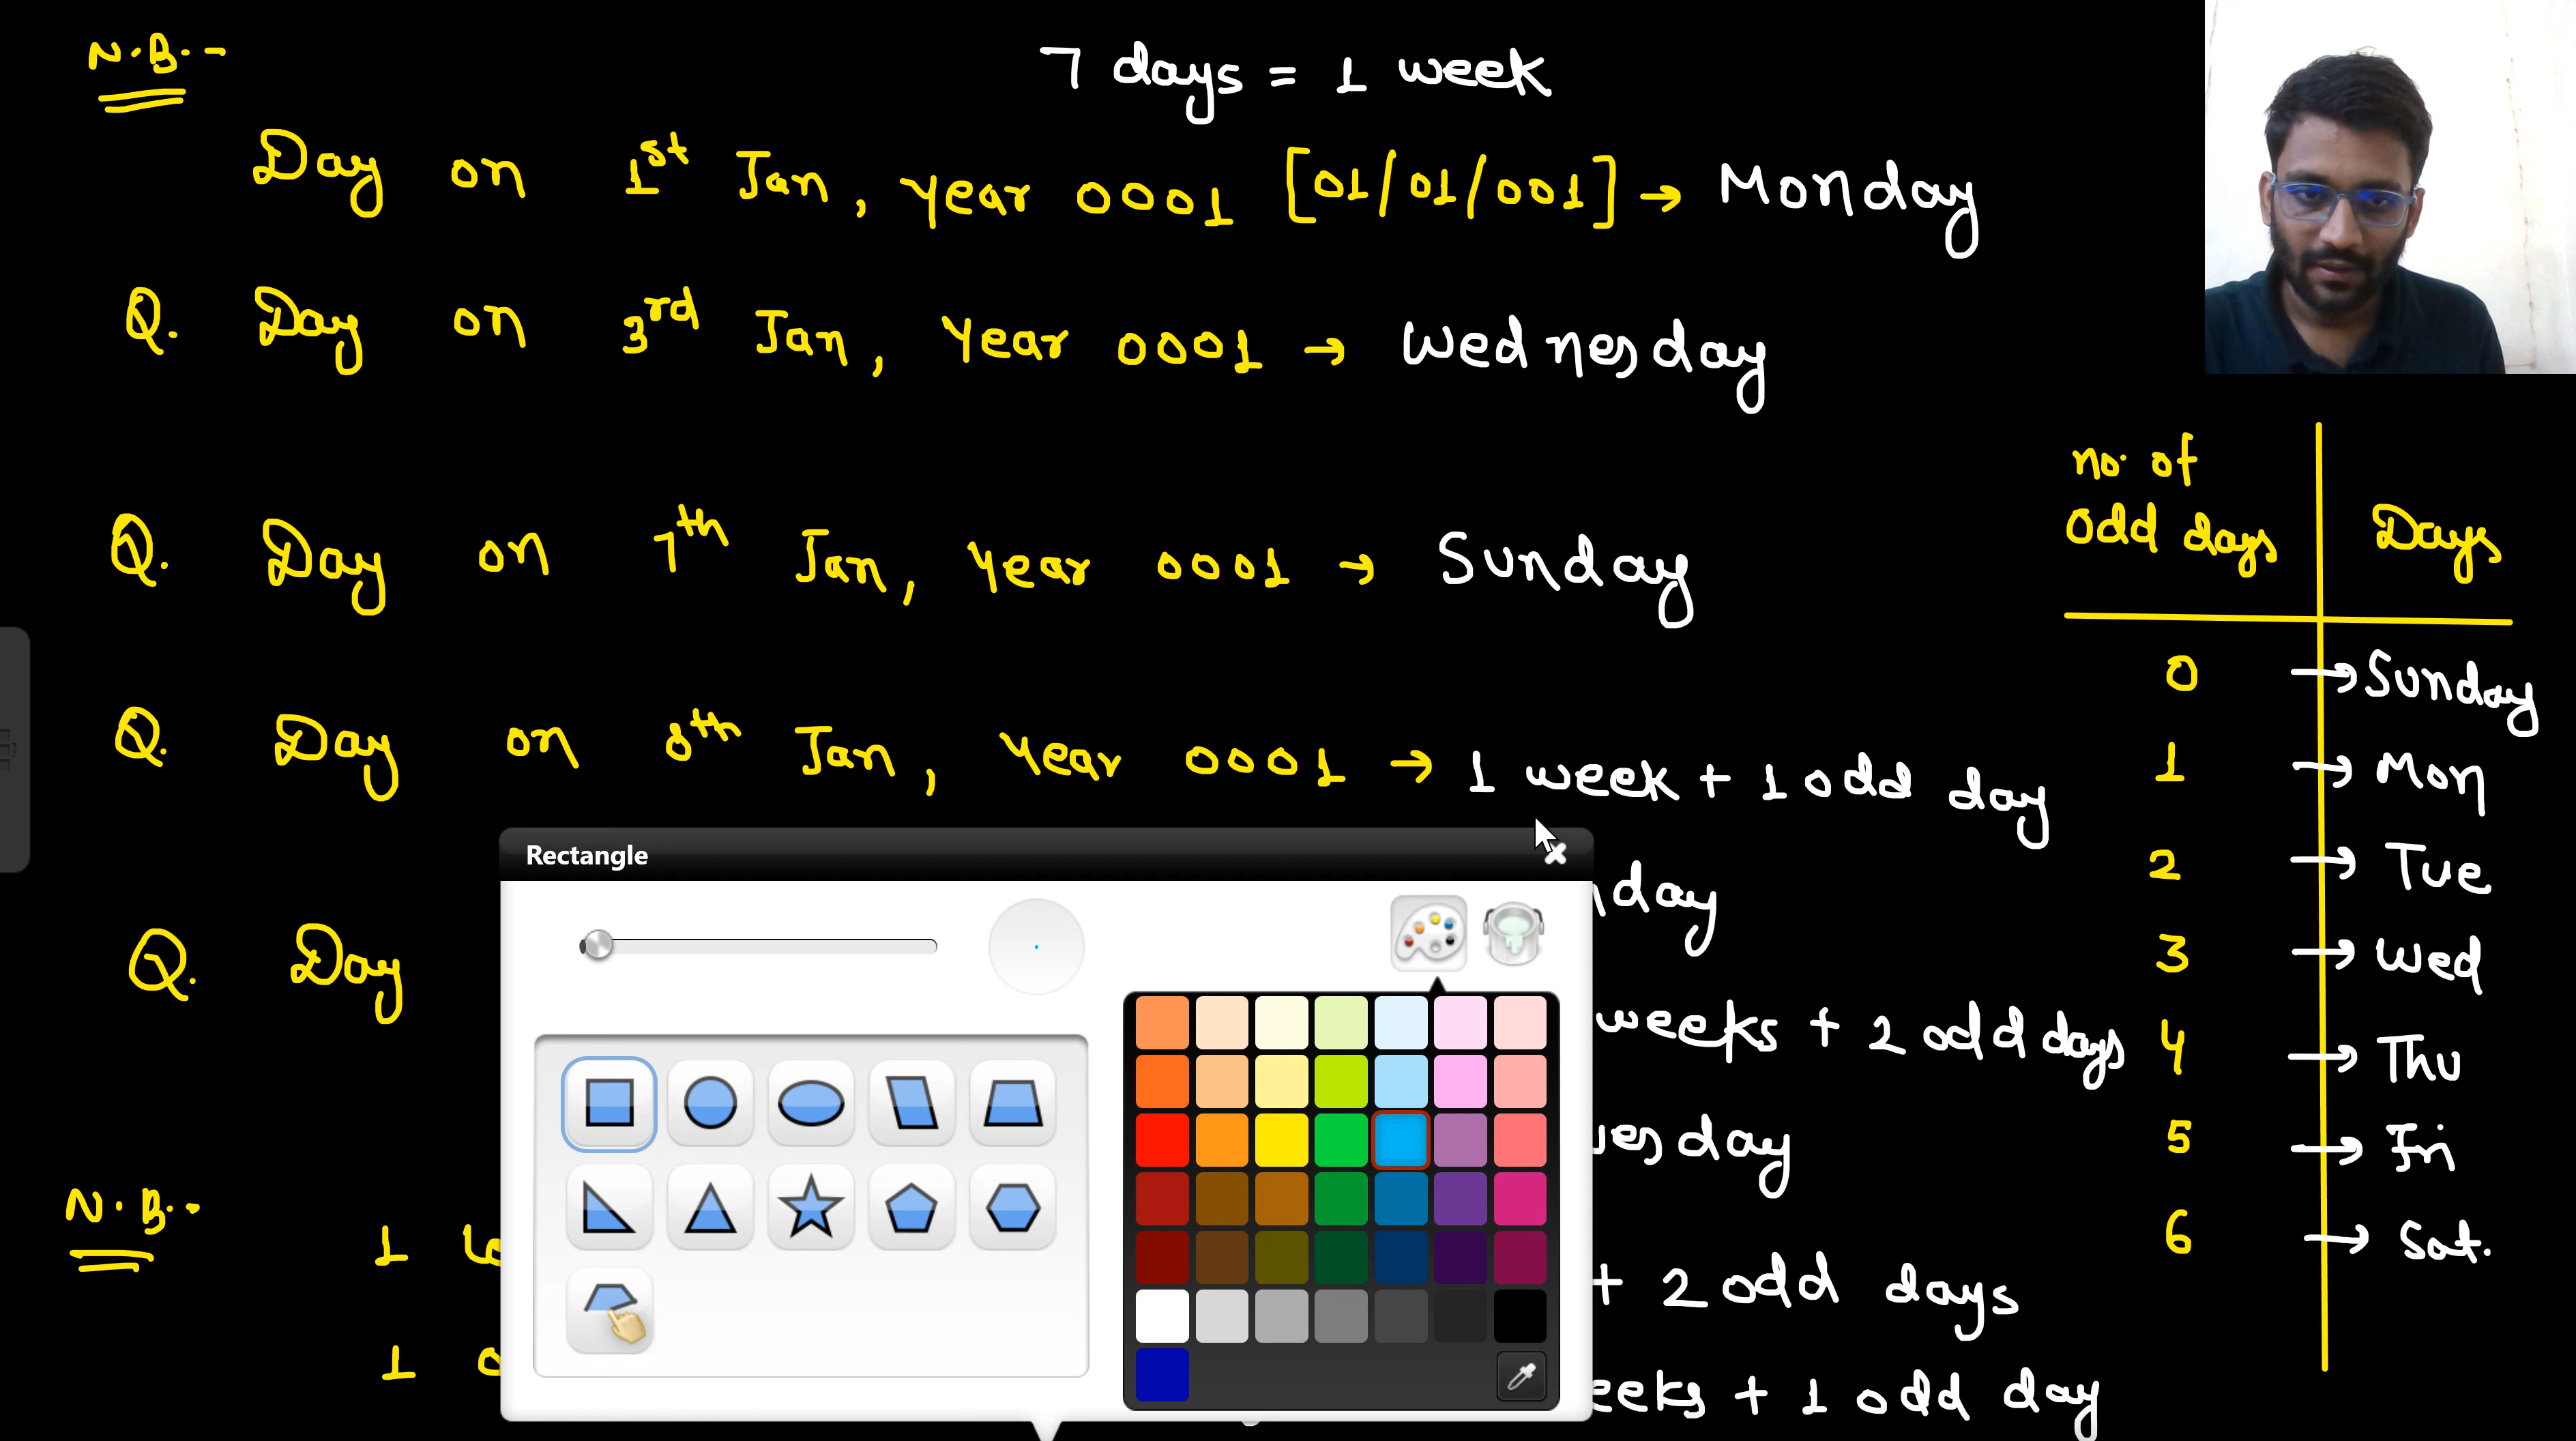 N.B.-
7 days = 1 week
Day on 1st Jan, year 0001 [01/01/001] → Monday
Q. Day on 3rd Jan, Year 0001 → Wednesday
Q. Day on 7th Jan, Year 0001 → Sunday
Q. Day on 8th Jan, Year 0001 → 1 week + 1 odd day
nday
Q. Day
weeks + 2 odd days
nesday
N.B.-
1
+ 2 odd days
1 o
eeks + 1 odd day
Rectangle
no. of odd days
Days
0 → Sunday
1 → Mon
2 → Tue
3 → Wed
4 → Thu
5 → Fri
6 → Sat.